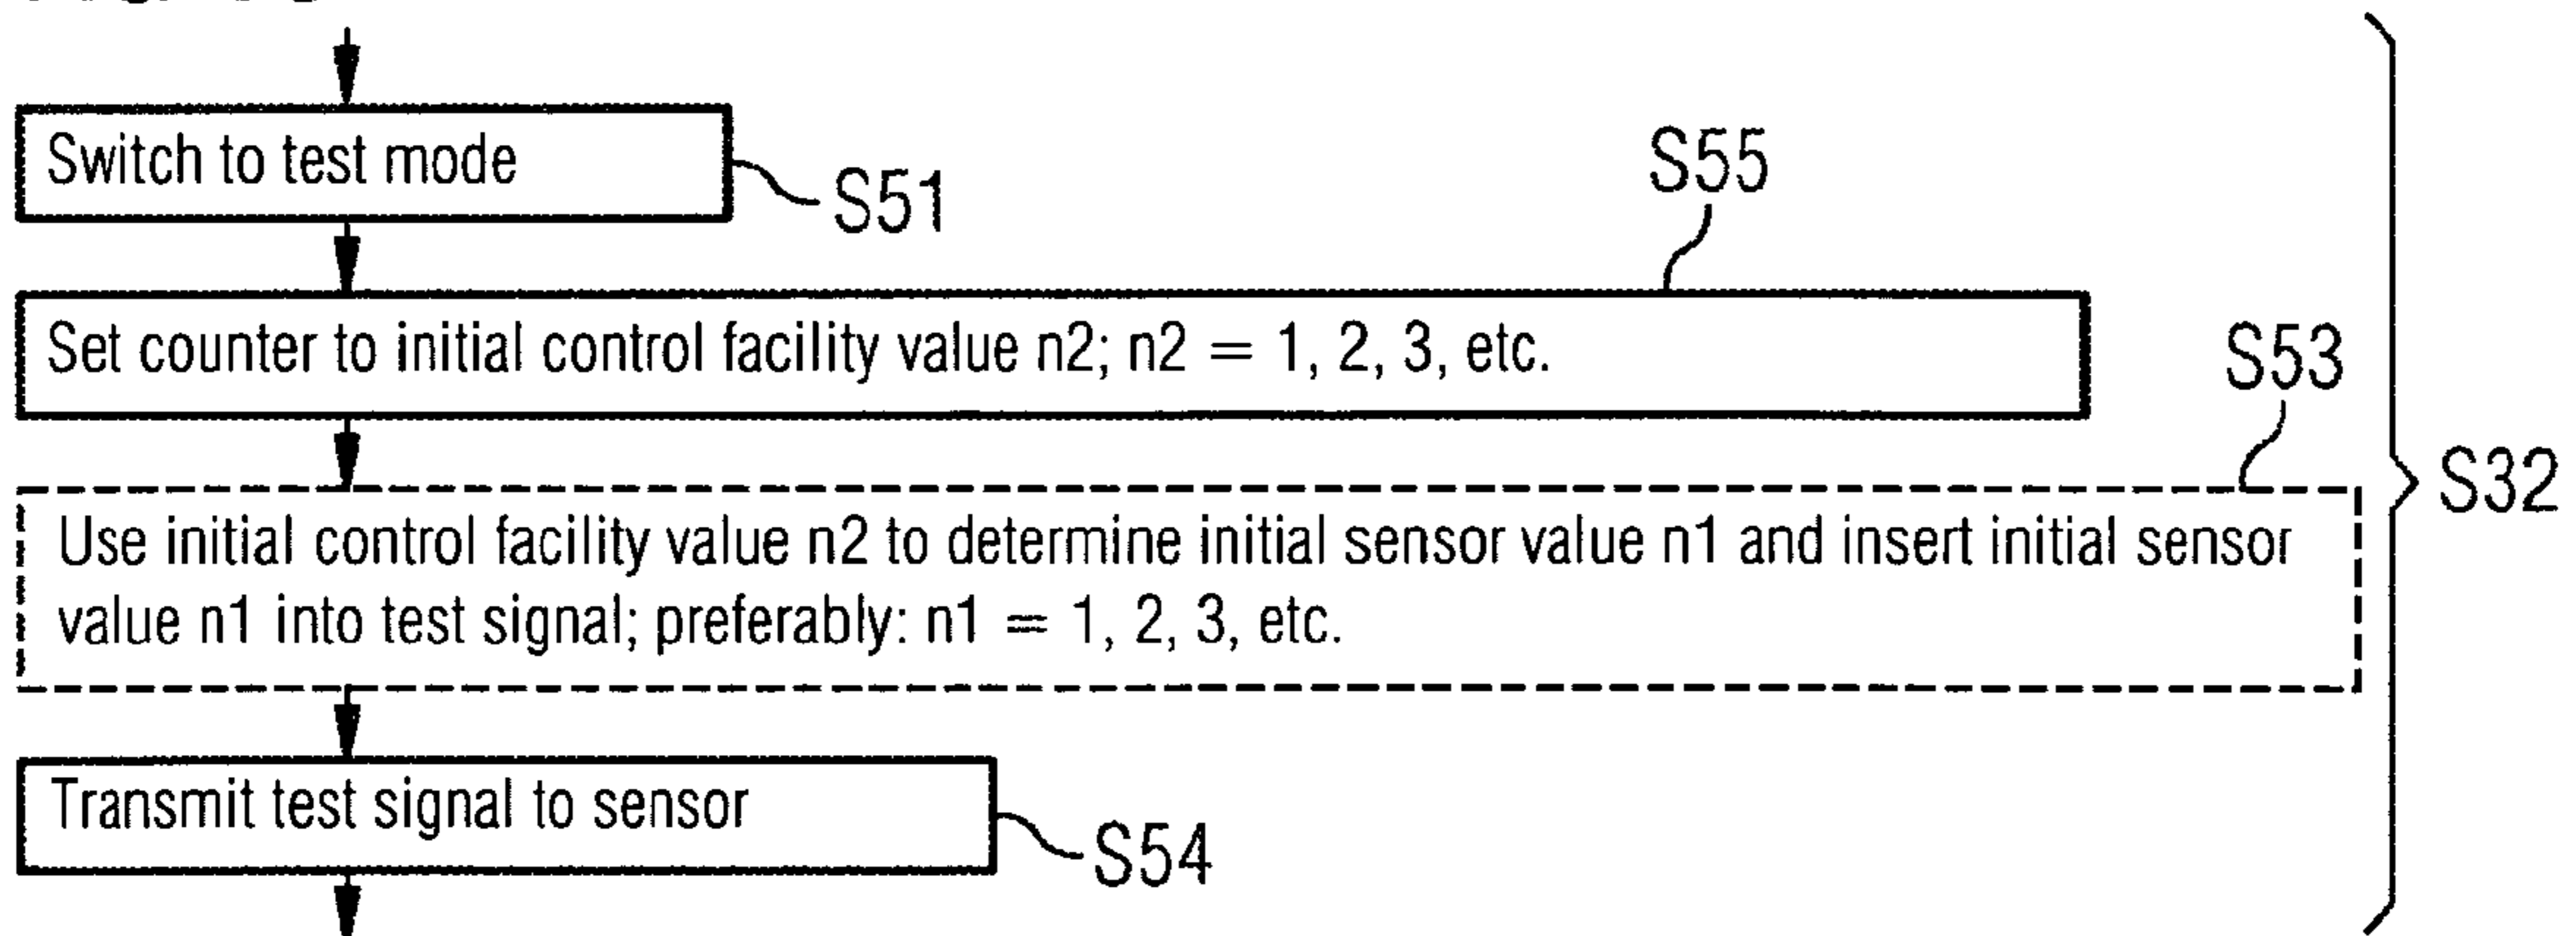 Switch to test mode
S51
S55
Set counter to initial control facility value n2; n2 = 1, 2, 3, etc.
S53
Use initial control facility value n2 to determine initial sensor value n1 and insert initial sensor
value n1 into test signal; preferably: n1 = 1, 2, 3, etc.
S32
Transmit test signal to sensor
S54